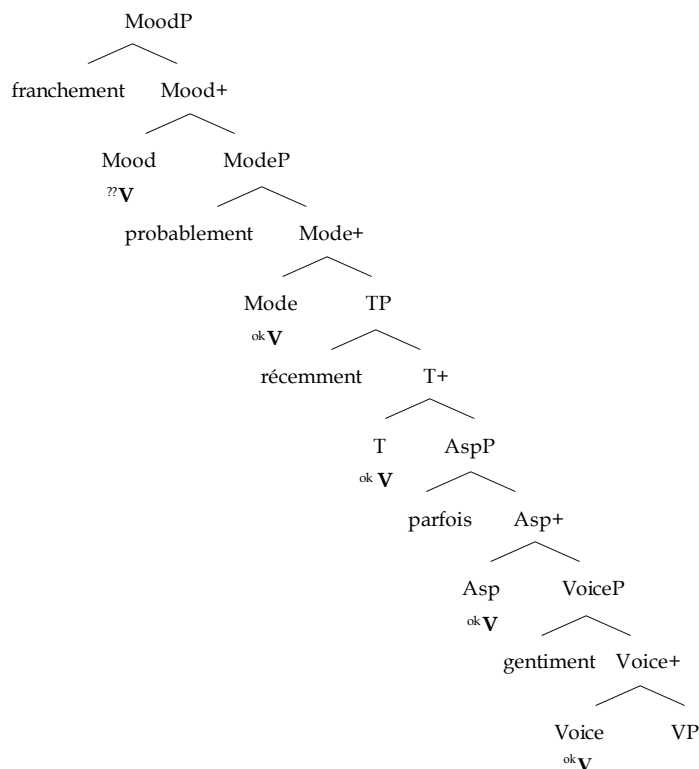 MoodP
franchement Mood+
Mood ModeP
??V
probablement Mode+
Mode TP
ok V
récemment T+
T AspP
ok V
parfois Asp+
Asp VoiceP
okV
gentiment Voice+
Voice VP
okV